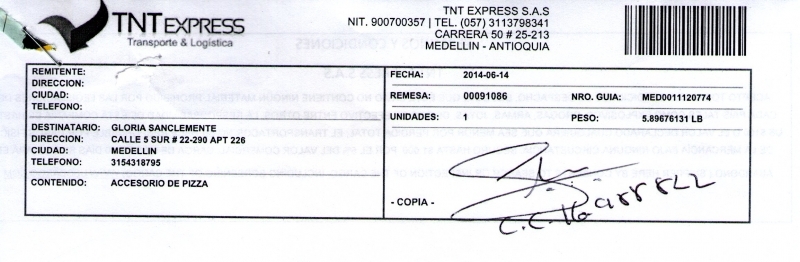 TNT EXPRESS
Transporte & Logística
TNT EXPRESS S.A.S
NIT. 900700357 | TEL. (057) 3113798341
CARRERA 50 # 25-213
MEDELLIN - ANTIOQUIA
REMITENTE:
DIRECCION:
CIUDAD:
TELEFONO:
DESTINATARIO: GLORIA SANCLEMENTE
DIRECCION: CALLE 5 SUR # 22-290 APT 226
CIUDAD: MEDELLIN
TELEFONO: 3154318795
CONTENIDO: ACCESORIO DE PIZZA
FECHA: 2014-06-14
REMESA: 00091086 NRO. GUIA: MED0011120774
UNIDADES: 1 PESO: 5.89676131 LB
- COPIA -
C.C.